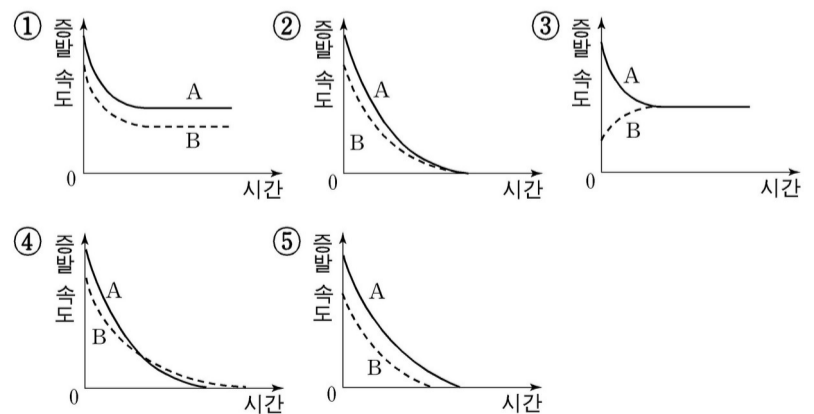 ① 증발 속도 A B 0 시간
② 증발 속도 A B 0 시간
③ 증발 속도 A B 0 시간
④ 증발 속도 A B 0 시간
⑤ 증발 속도 A B 0 시간